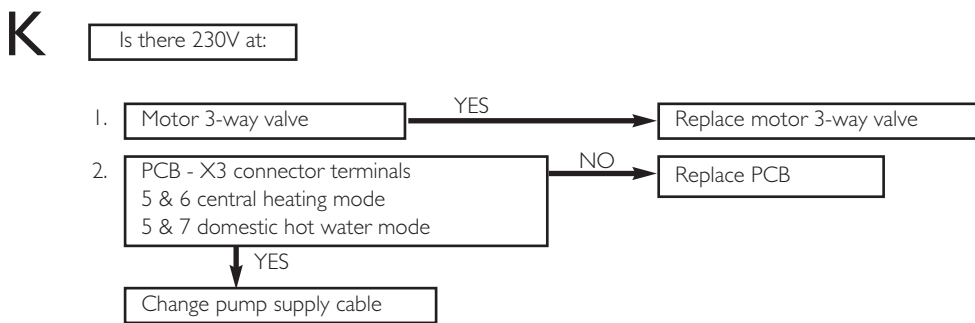 K
Is there 230V at:
1. Motor 3-way valve YES Replace motor 3-way valve
2. PCB - X3 connector terminals NO Replace PCB
5 & 6 central heating mode
5 & 7 domestic hot water mode
YES
Change pump supply cable